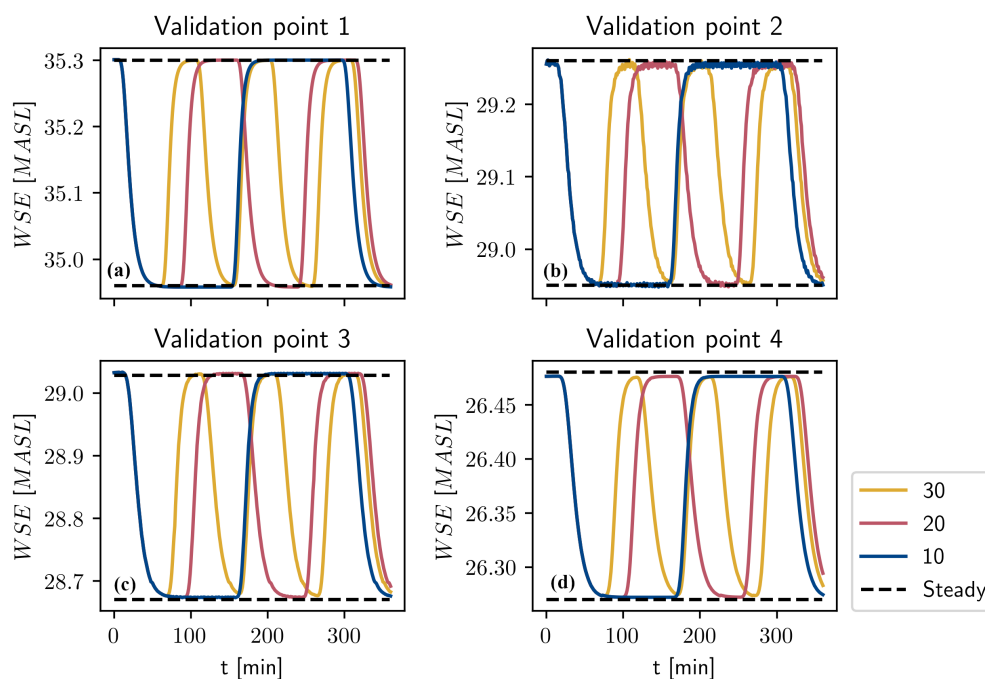 Validation point 1
Validation point 2
35.3
35.2
35.1
35.0
WSE [MASL]
(a)
29.2
29.1
29.0
WSE [MASL]
(b)
Validation point 3
Validation point 4
29.0
28.9
28.8
28.7
WSE [MASL]
(c)
0 100 200 300
t [min]
26.45
26.40
26.35
26.30
WSE [MASL]
(d)
0 100 200 300
t [min]
30
20
10
Steady